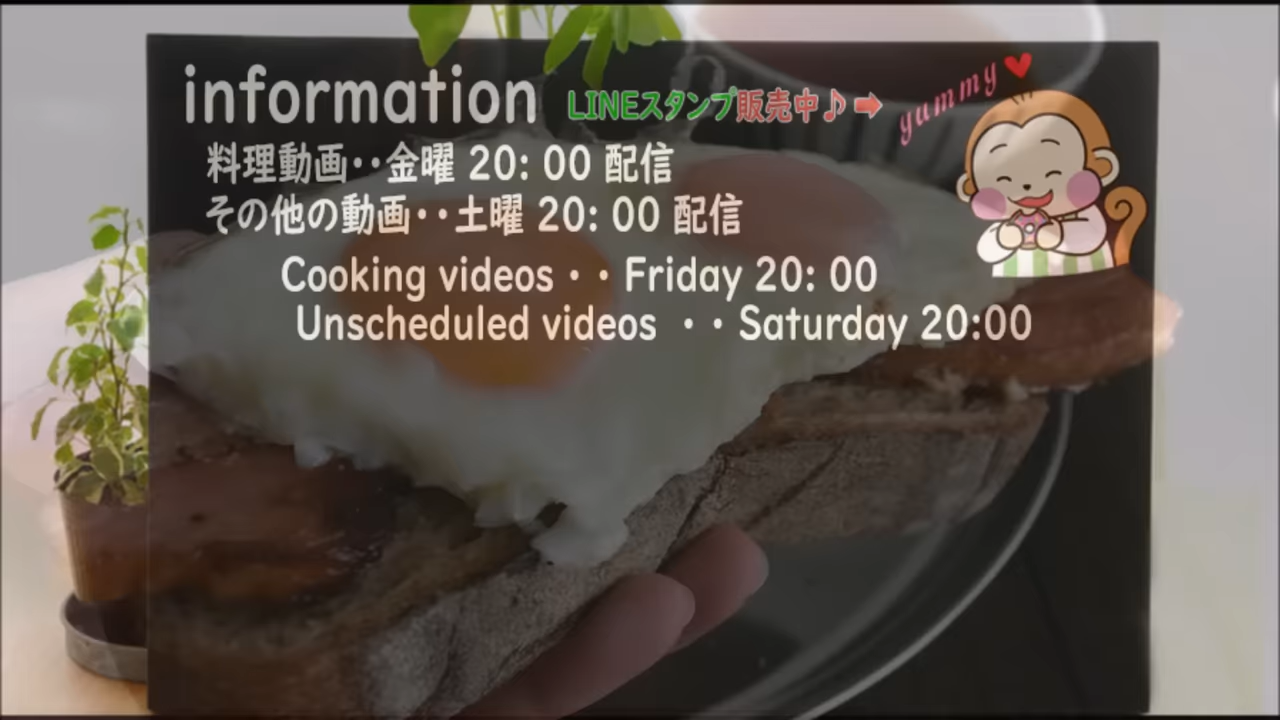 information
LINEスタンプ販売中♪➡
yummy♥
料理動画・・金曜 20: 00 配信
その他の動画・・土曜 20: 00 配信
Cooking videos ・・ Friday 20: 00
Unscheduled videos ・・ Saturday 20:00